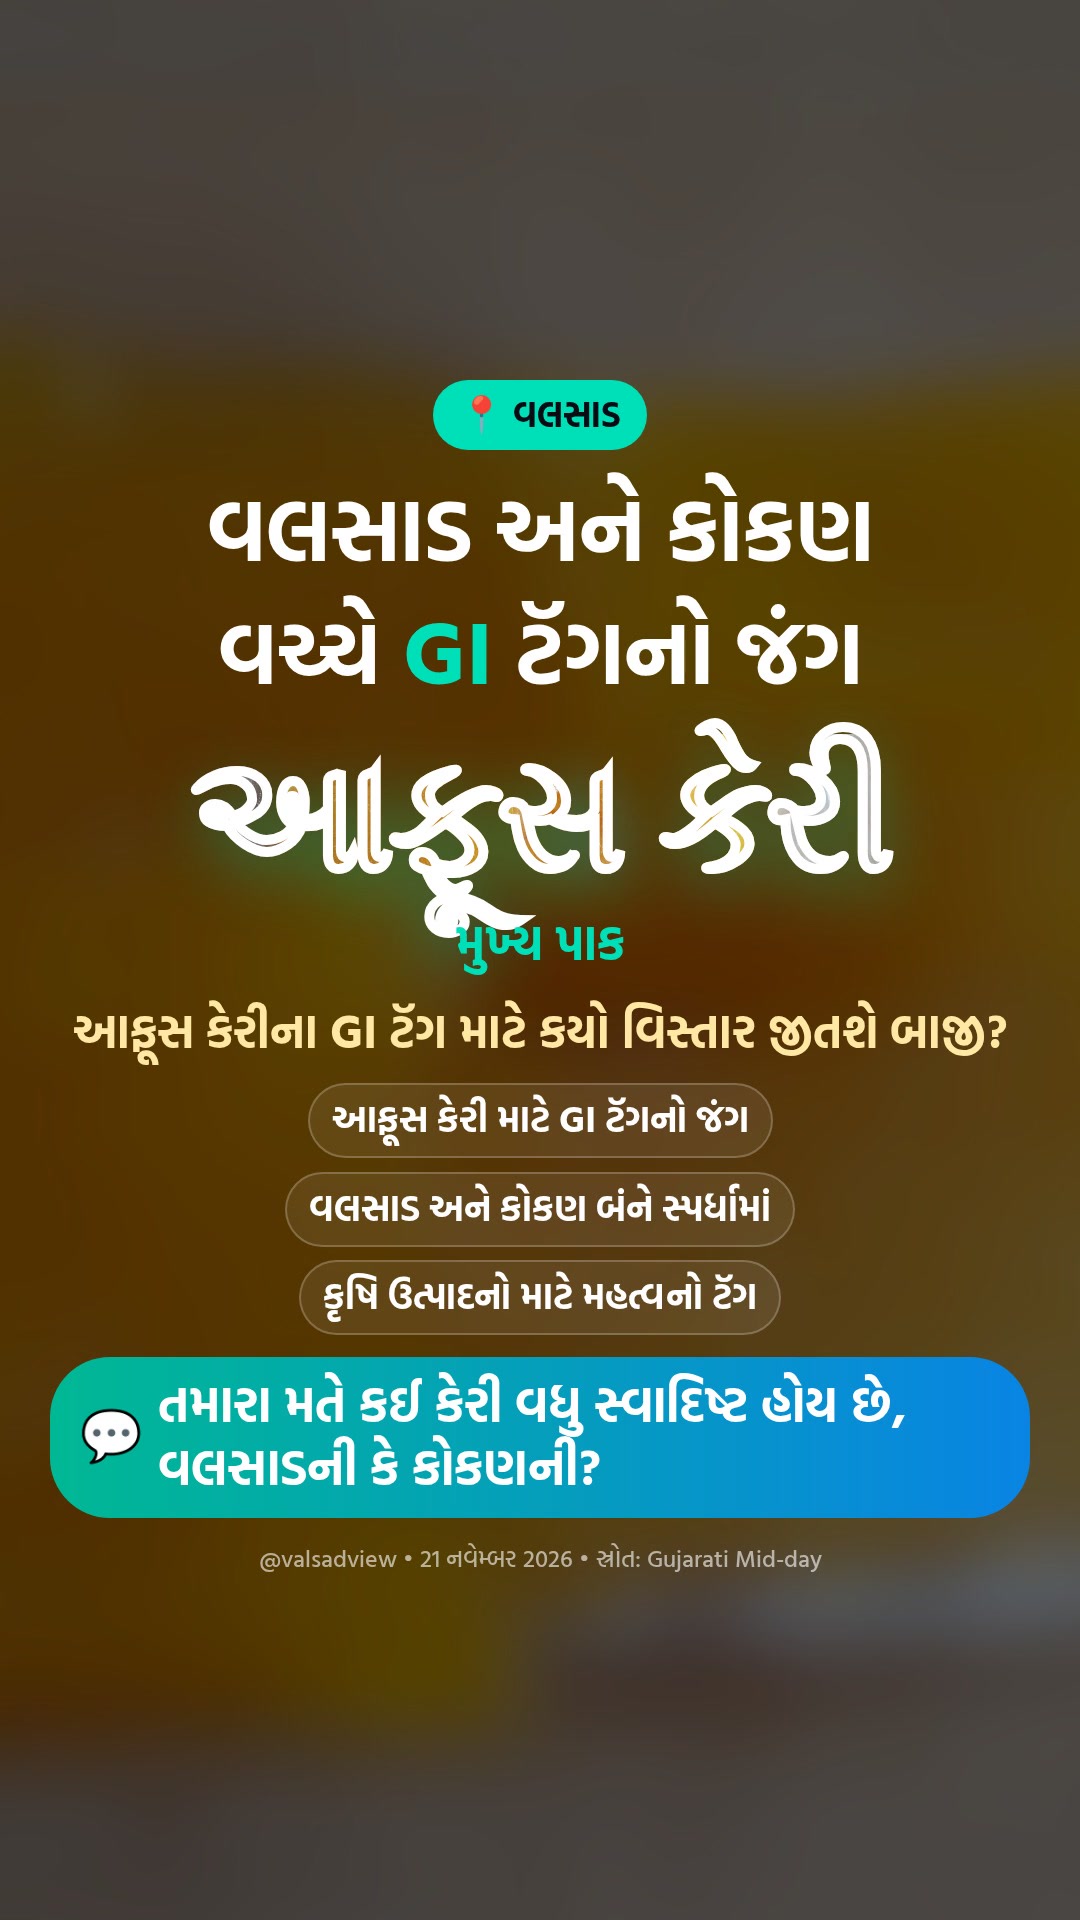 📍 વલસાડ
વલસાડ અને કોકણ
વચ્ચે GI ટૅગનો જંગ
આફૂસ કેરી
મુખ્ય પાક
આફૂસ કેરીના GI ટૅગ માટે કયો વિસ્તાર જીતશે બાજી?
આફૂસ કેરી માટે GI ટૅગનો જંગ
વલસાડ અને કોકણ બંને સ્પર્ધામાં
કૃષિ ઉત્પાદનો માટે મહત્વનો ટૅગ
💬 તમારા મતે કઈ કેરી વધુ સ્વાદિષ્ટ હોય છે,
વલસાડની કે કોકણની?
@valsadview • 21 નવેમ્બર 2026 • સ્રોત: Gujarati Mid-day